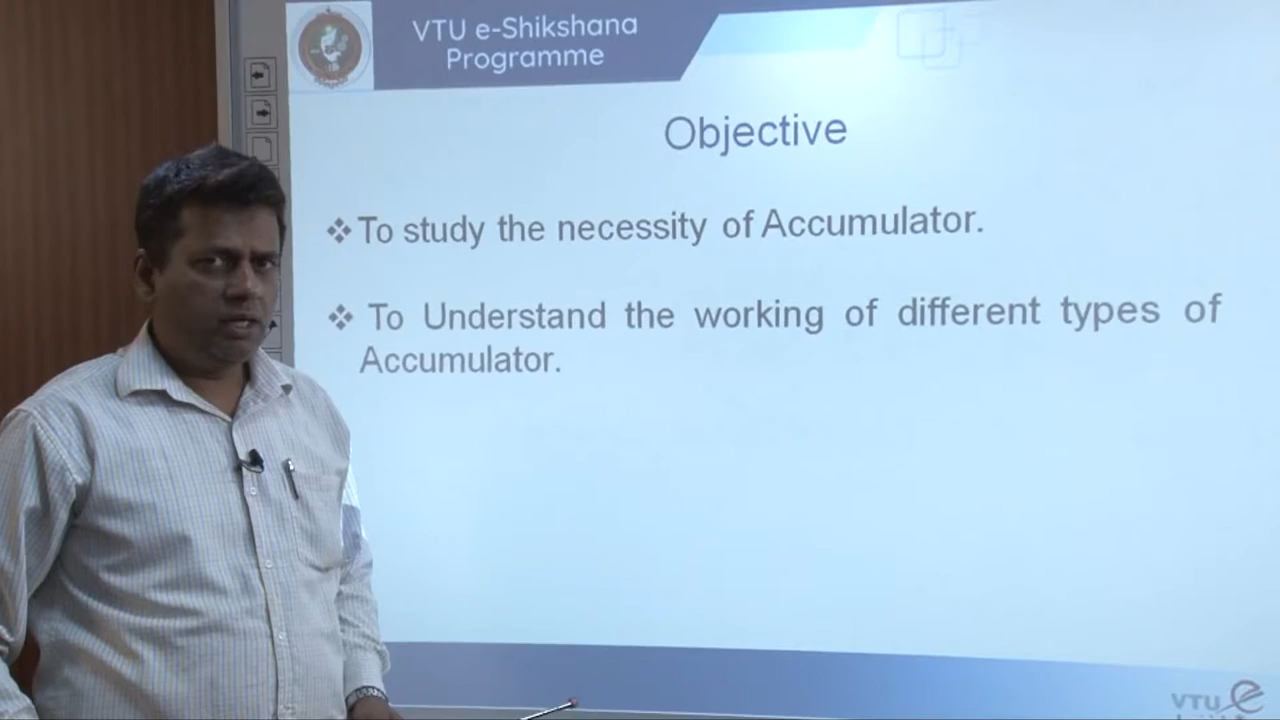 VTU e-Shikshana
Programme
Objective
❖ To study the necessity of Accumulator.
❖ To Understand the working of different types of
Accumulator.
VTU e